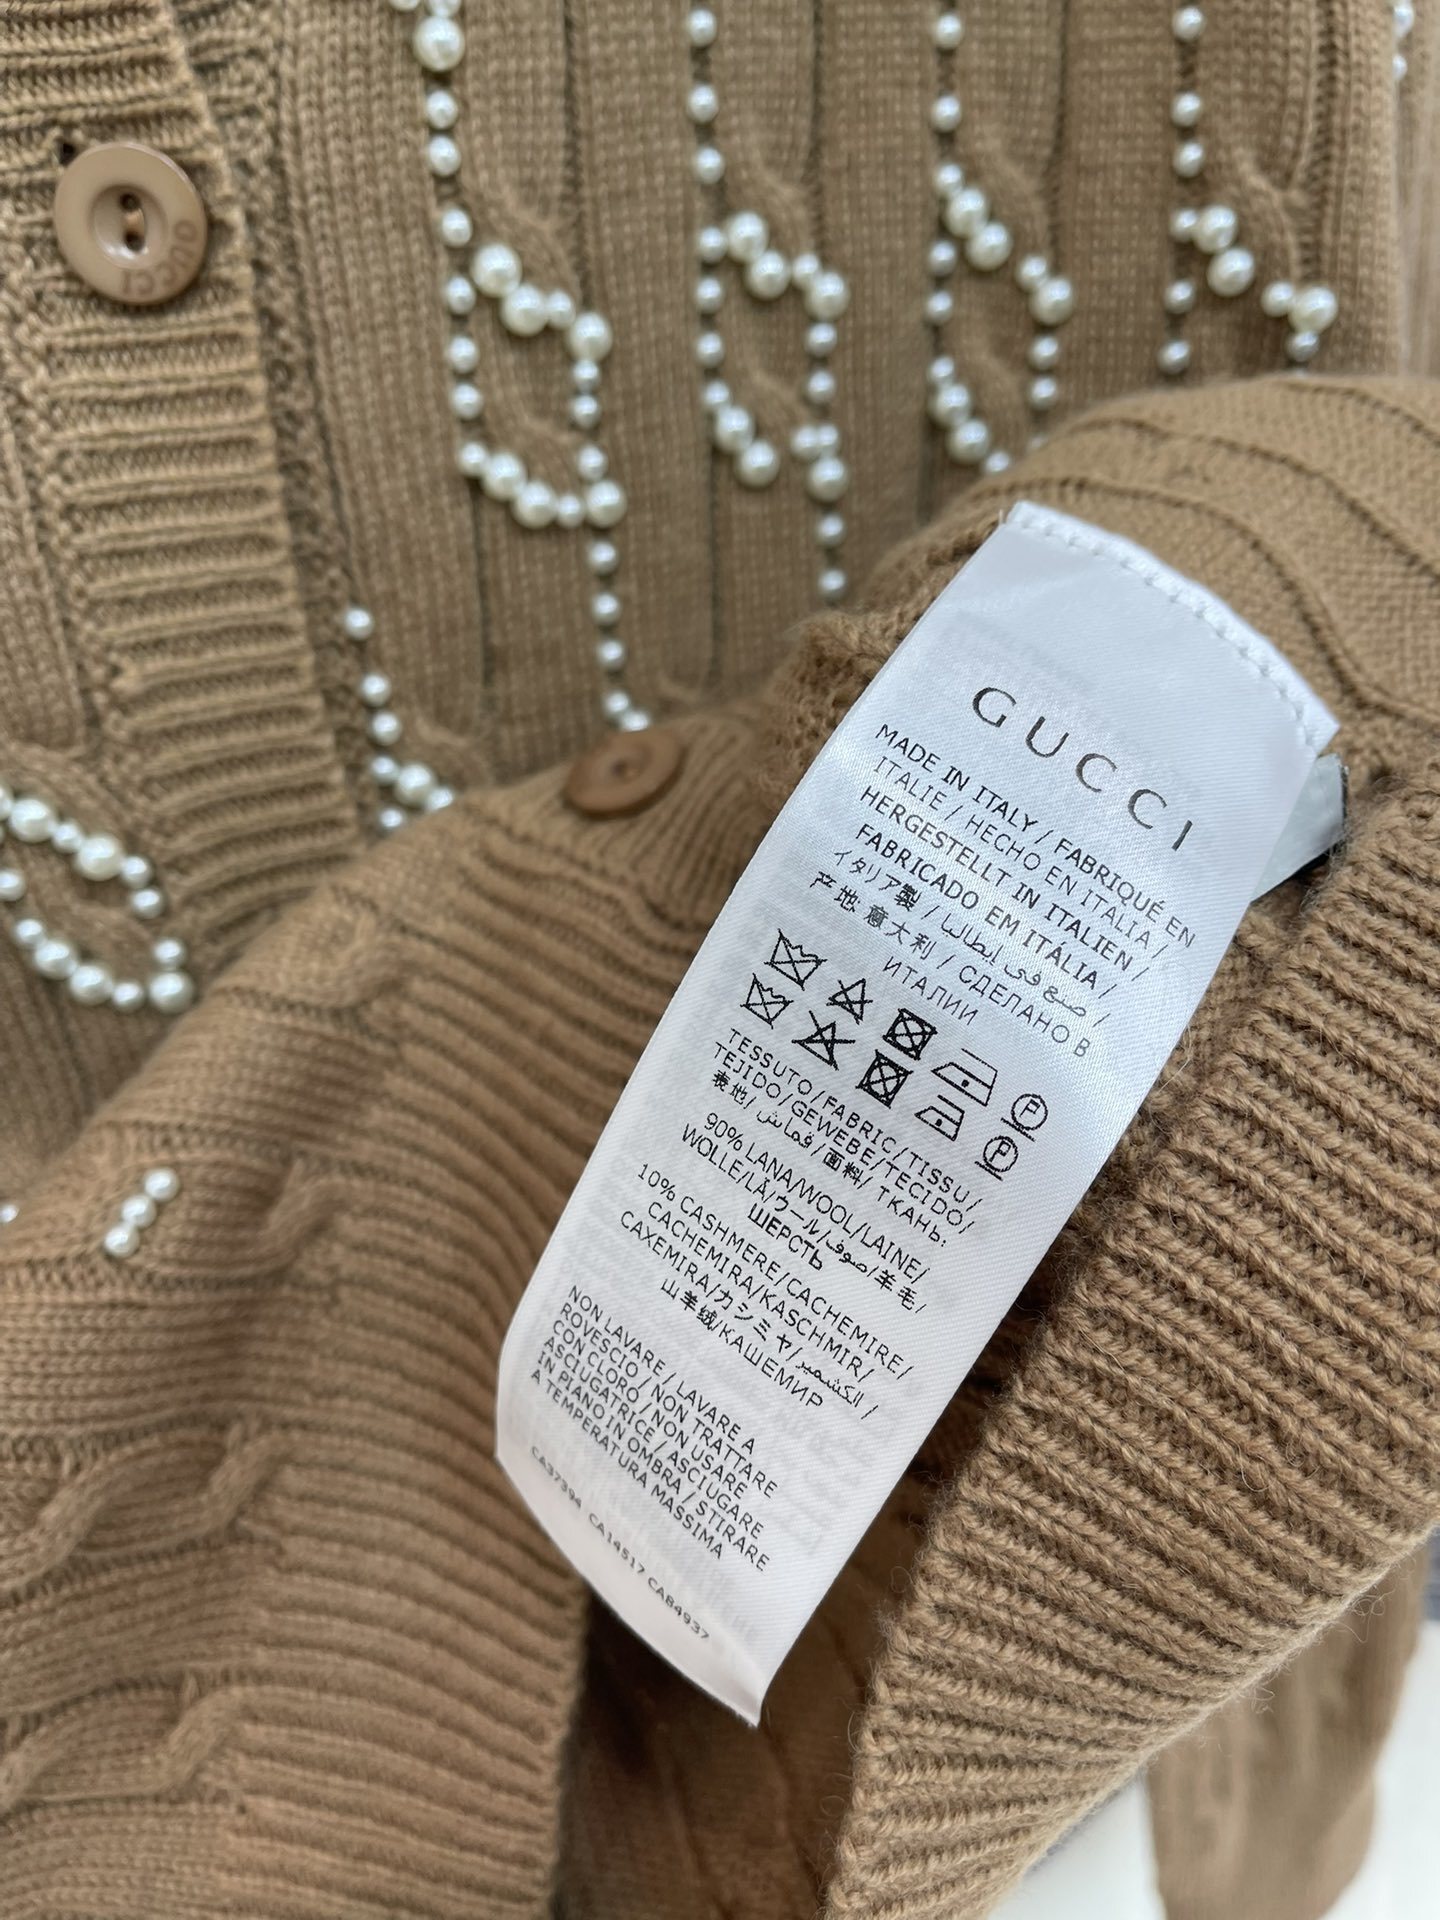 GUCCI
GUCCI
MADE IN ITALY / FABRIQUÉ EN
ITALIE / HECHO EN ITALIA /
HERGESTELLT IN ITALIEN /
FABRICADO EM ITÁLIA /
イタリア製 / صنع في ايطاليا /
产地:意大利 / СДЕЛАНО В
ИТАЛИИ
P
P
TESSUTO/FABRIC/TISSU/
TEJIDO/GEWEBE/TECIDO/
表地/قماش/面料/ТКАНЬ:
90% LANA/WOOL/LAINE/
WOLLE/LÃ/ウール/صوف/羊毛/
ШЕРСТЬ
10% CASHMERE/CACHEMIRE/
CACHEMIRA/KASCHMIR/
CAXEMIRA/カシミヤ/الكشمير/
山羊绒/КАШЕМИР
NON LAVARE / LAVARE A
ROVESCIO / NON TRATTARE
CON CLORO / NON USARE
ASCIUGATRICE / ASCIUGARE
IN PIANO IN OMBRA / STIRARE
A TEMPERATURA MASSIMA
CA37394 CA14517 CA84937